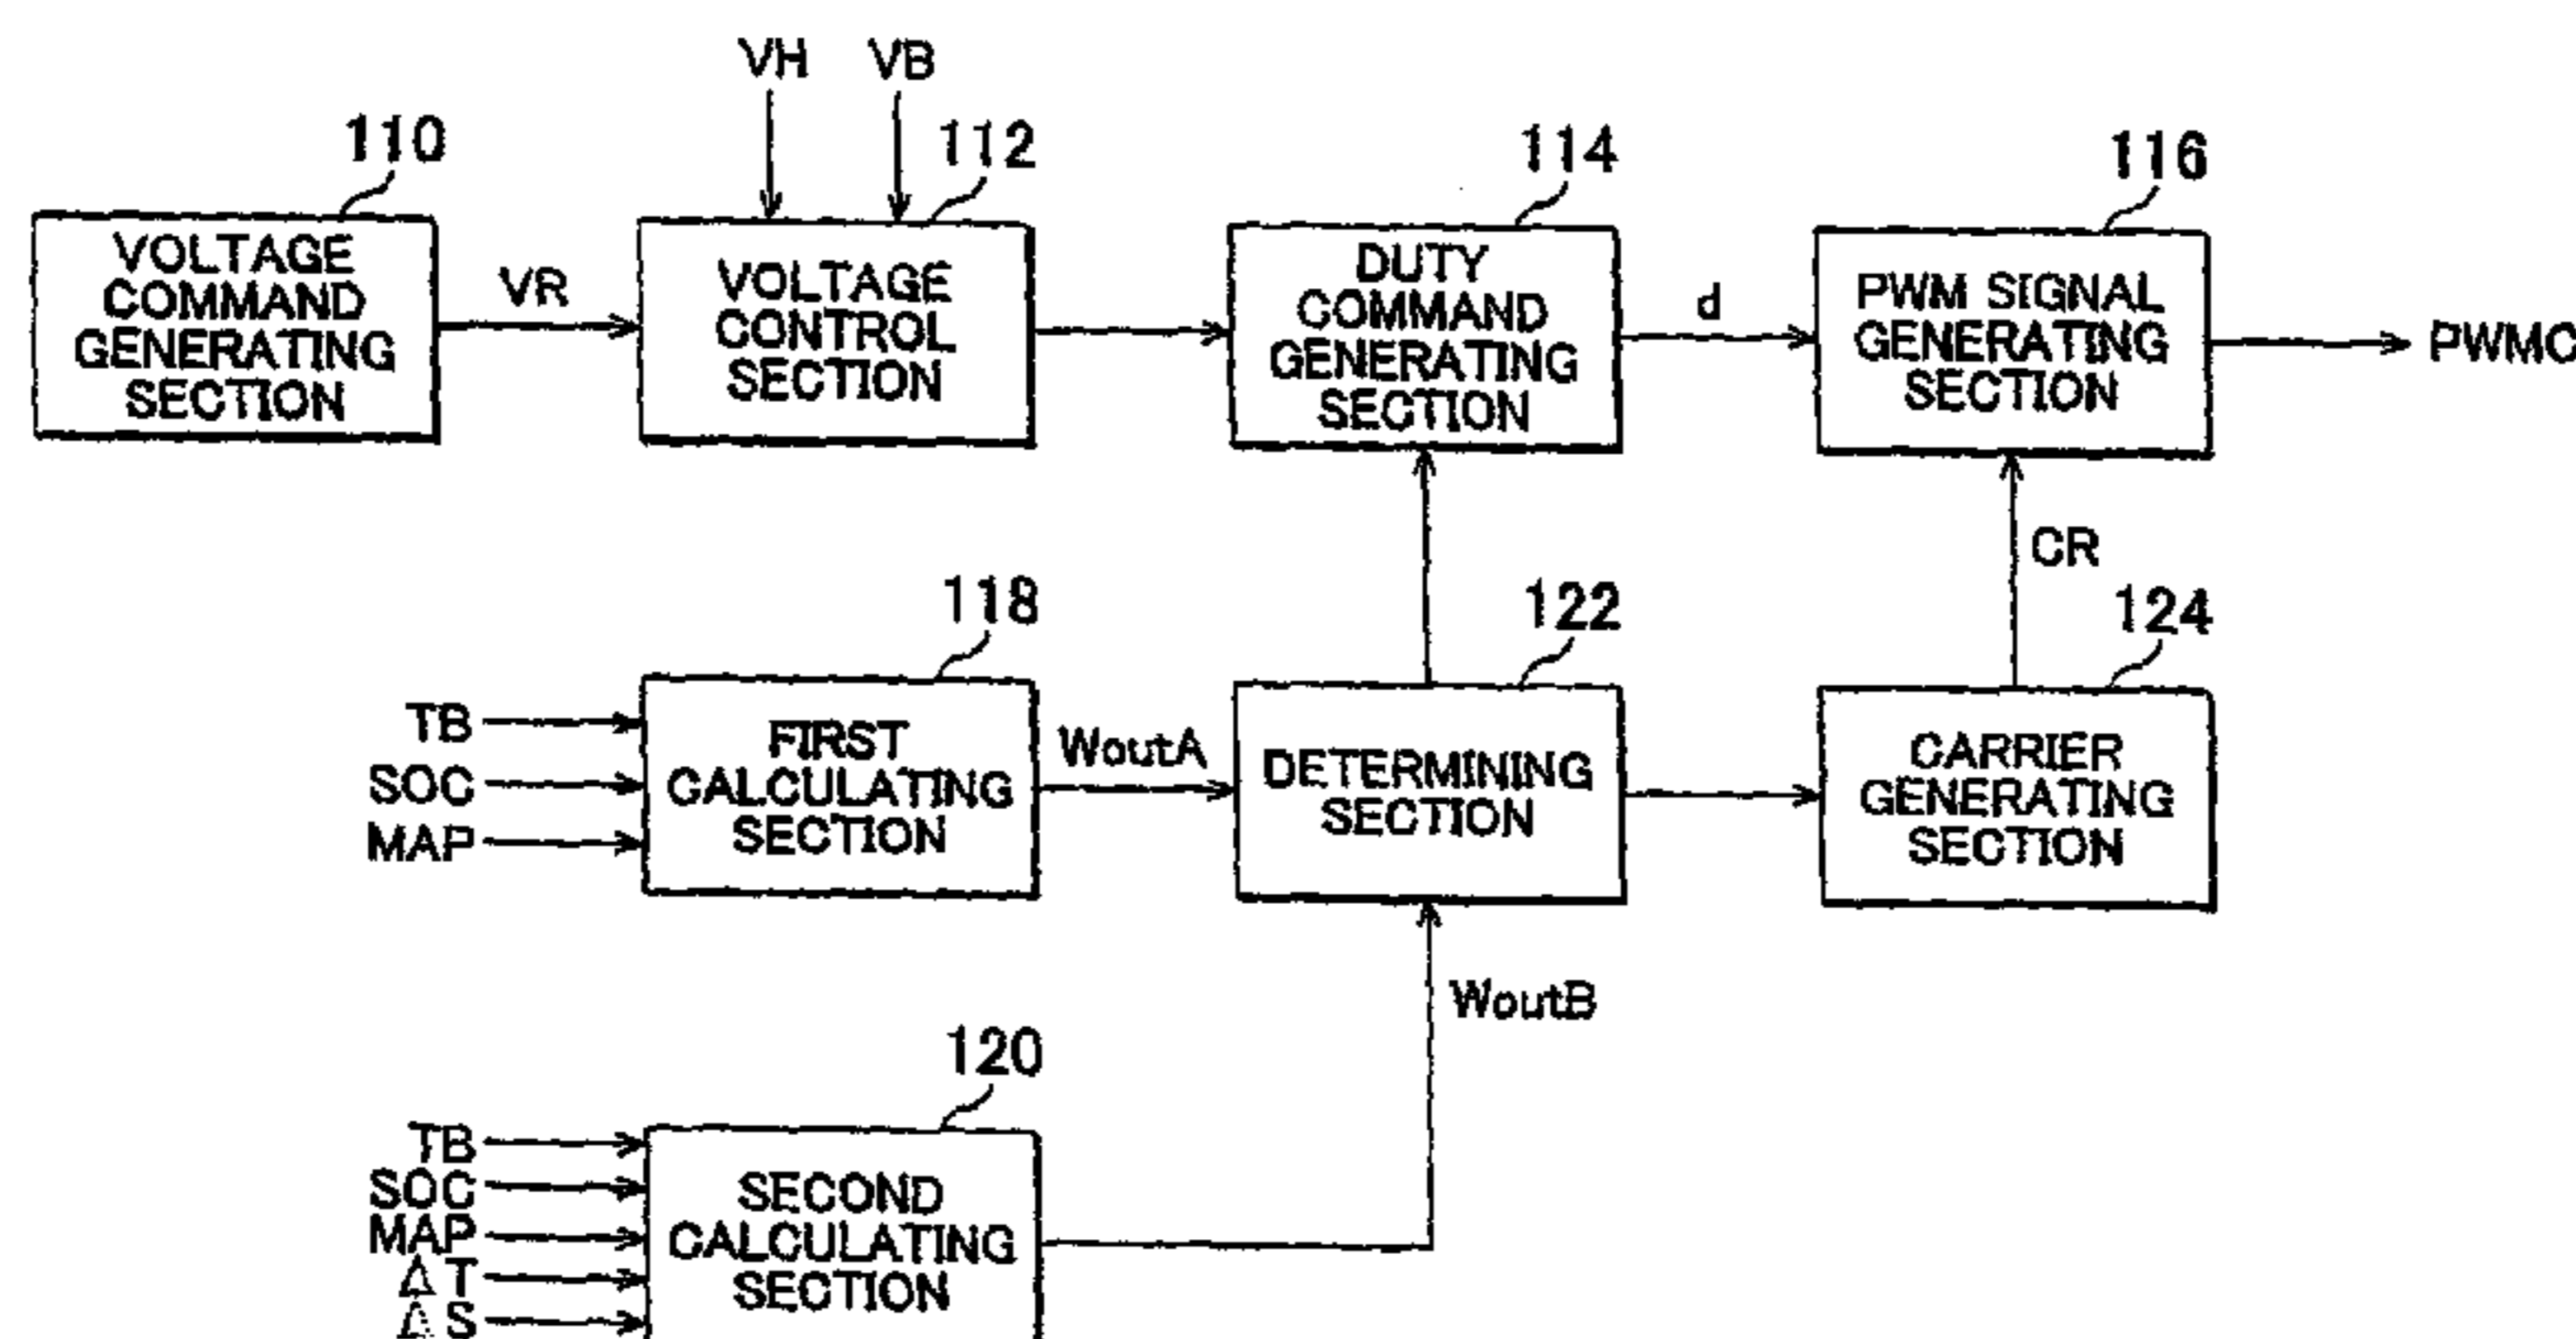 VH VB
110
112
114
116
VOLTAGE
COMMAND
GENERATING
SECTION
VR
VOLTAGE
CONTROL
SECTION
DUTY
COMMAND
GENERATING
SECTION
d
PWM SIGNAL
GENERATING
SECTION
PWMC
CR
118
122
124
TB
SOC
MAP
FIRST
CALCULATING
SECTION
WoutA
DETERMINING
SECTION
CARRIER
GENERATING
SECTION
WoutB
120
TB
SOC
MAP
ΔT
ΔS
SECOND
CALCULATING
SECTION